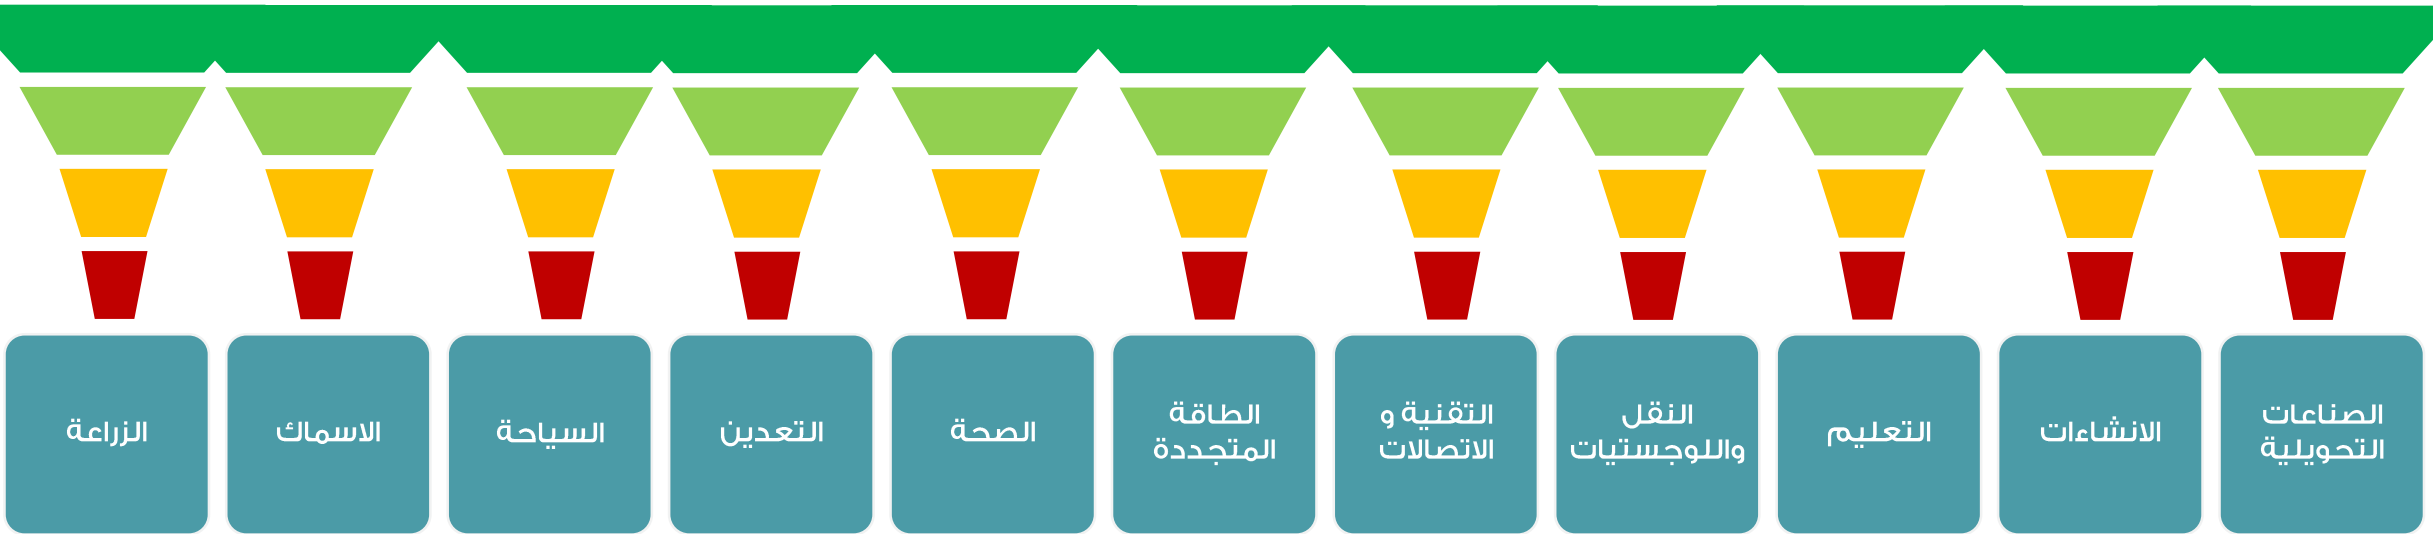 الصناعات
التحويلية
الانشاءات
التعليم
النقل
واللوجستيات
التقنية و
الاتصالات
الطاقة
المتجددة
الصحة
التعدين
السياحة
الاسماك
الزراعة